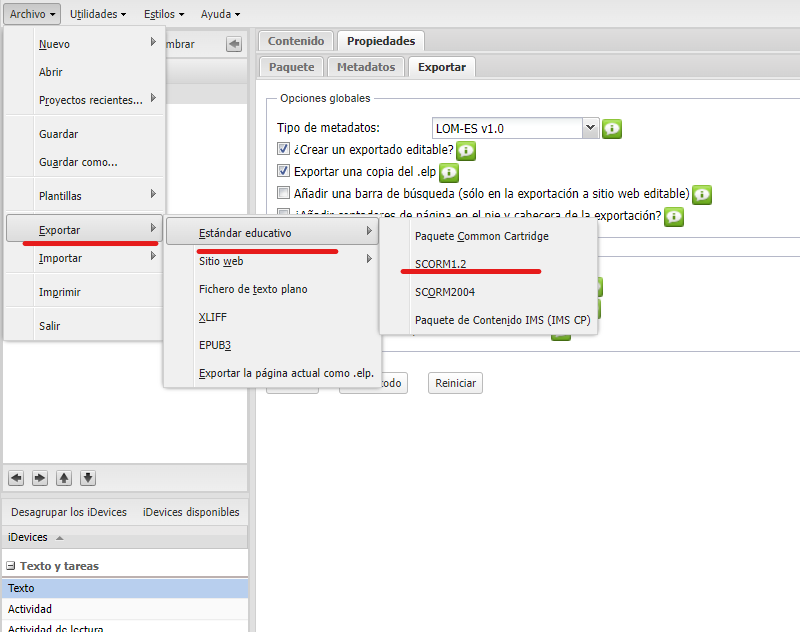 Archivo Utilidades Estilos Ayuda
Nuevo
Abrir
Proyectos recientes...
Guardar
Guardar como...
Plantillas
Exportar
Importar
Imprimir
Salir
Estándar educativo
Sitio web
Fichero de texto plano
XLIFF
EPUB3
Exportar la página actual como .elp.
Paquete Common Cartridge
SCORM1.2
SCORM2004
Paquete de Contenido IMS (IMS CP)
Contenido Propiedades
Paquete Metadatos Exportar
Opciones globales
Tipo de metadatos: LOM-ES v1.0
¿Crear un exportado editable?
Exportar una copia del .elp
Añadir una barra de búsqueda (sólo en la exportación a sitio web editable)
¿Añadir contadores de página en el pie y cabecera de la exportación?
Reiniciar
Desagrupar los iDevices iDevices disponibles
iDevices
Texto y tareas
Texto
Actividad
Actividad de lectura